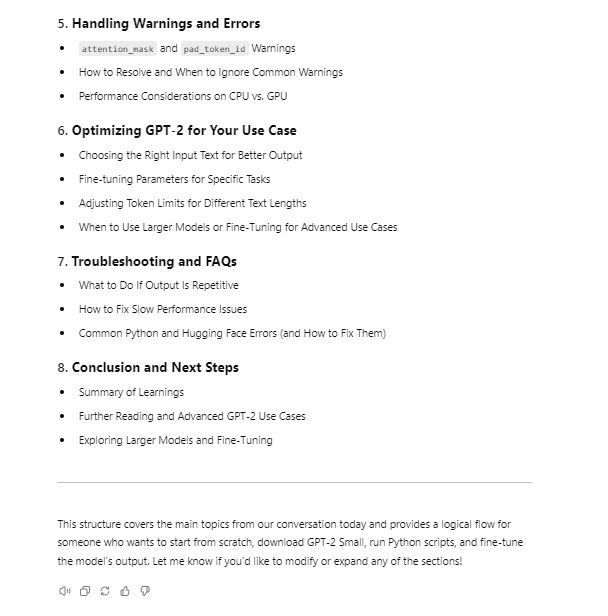 5. Handling Warnings and Errors
• attention_mask and pad_token_id Warnings
• How to Resolve and When to Ignore Common Warnings
• Performance Considerations on CPU vs. GPU
6. Optimizing GPT-2 for Your Use Case
• Choosing the Right Input Text for Better Output
• Fine-tuning Parameters for Specific Tasks
• Adjusting Token Limits for Different Text Lengths
• When to Use Larger Models or Fine-Tuning for Advanced Use Cases
7. Troubleshooting and FAQs
• What to Do If Output Is Repetitive
• How to Fix Slow Performance Issues
• Common Python and Hugging Face Errors (and How to Fix Them)
8. Conclusion and Next Steps
• Summary of Learnings
• Further Reading and Advanced GPT-2 Use Cases
• Exploring Larger Models and Fine-Tuning
This structure covers the main topics from our conversation today and provides a logical flow for
someone who wants to start from scratch, download GPT-2 Small, run Python scripts, and fine-tune
the model's output. Let me know if you'd like to modify or expand any of the sections!